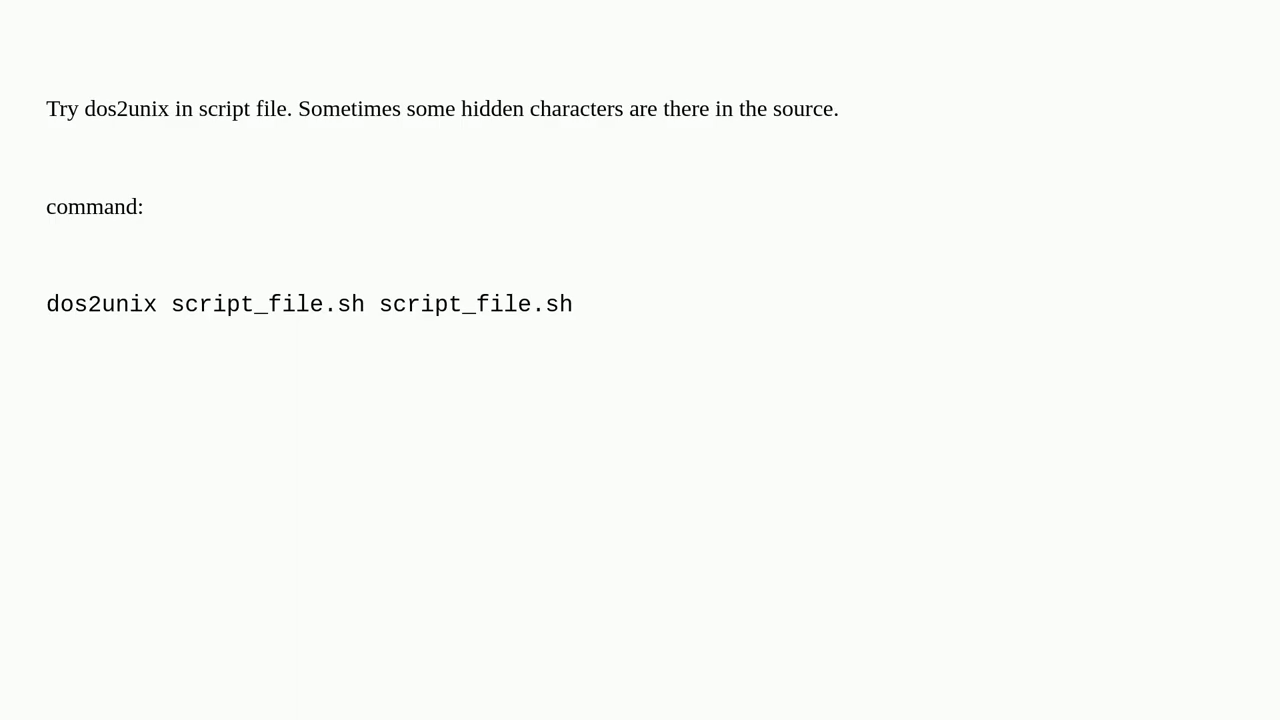 Try dos2unix in script file. Sometimes some hidden characters are there in the source.
command:
dos2unix script_file.sh script_file.sh